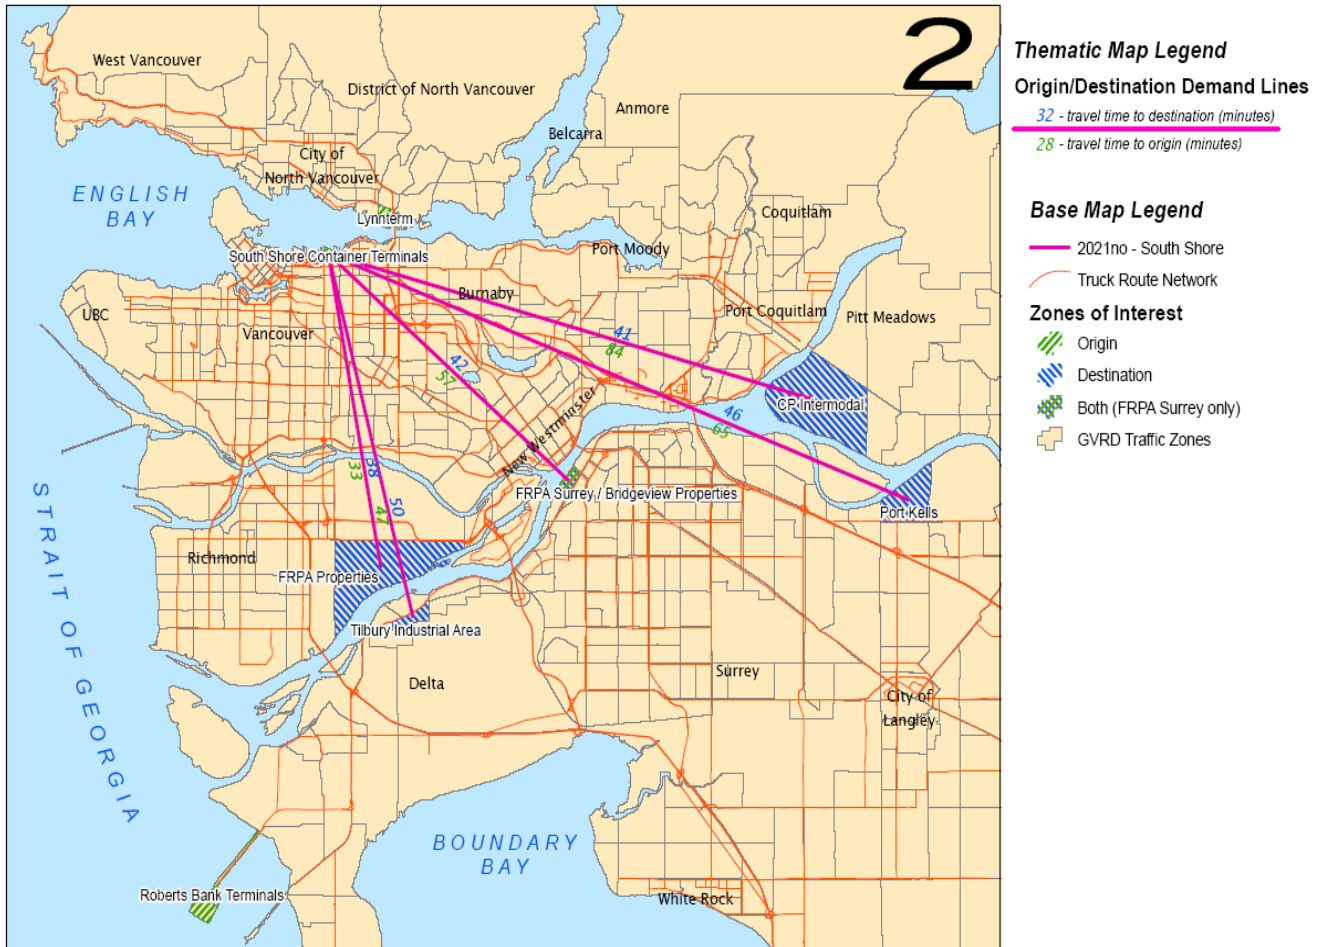 2
West Vancouver
District of North Vancouver
Anmore
Belcarra
City of
North Vancouver
ENGLISH
BAY
Lynnterm
Coquitlam
South Shore Container Terminals
Port Moody
Burnaby
UBC
Vancouver
Port Coquitlam
Pitt Meadows
41
84
42
57
CP Intermodal
46
65
New Westminster
33
38
FRPA Surrey / Bridgeview Properties
50
47
Port Kells
STRAIT OF GEORGIA
Richmond
FRPA Properties
Tilbury Industrial Area
Delta
Surrey
City of
Langley
BOUNDARY
BAY
Roberts Bank Terminals
White Rock
Thematic Map Legend
Origin/Destination Demand Lines
32 - travel time to destination (minutes)
28 - travel time to origin (minutes)
Base Map Legend
2021no - South Shore
Truck Route Network
Zones of Interest
Origin
Destination
Both (FRPA Surrey only)
GVRD Traffic Zones